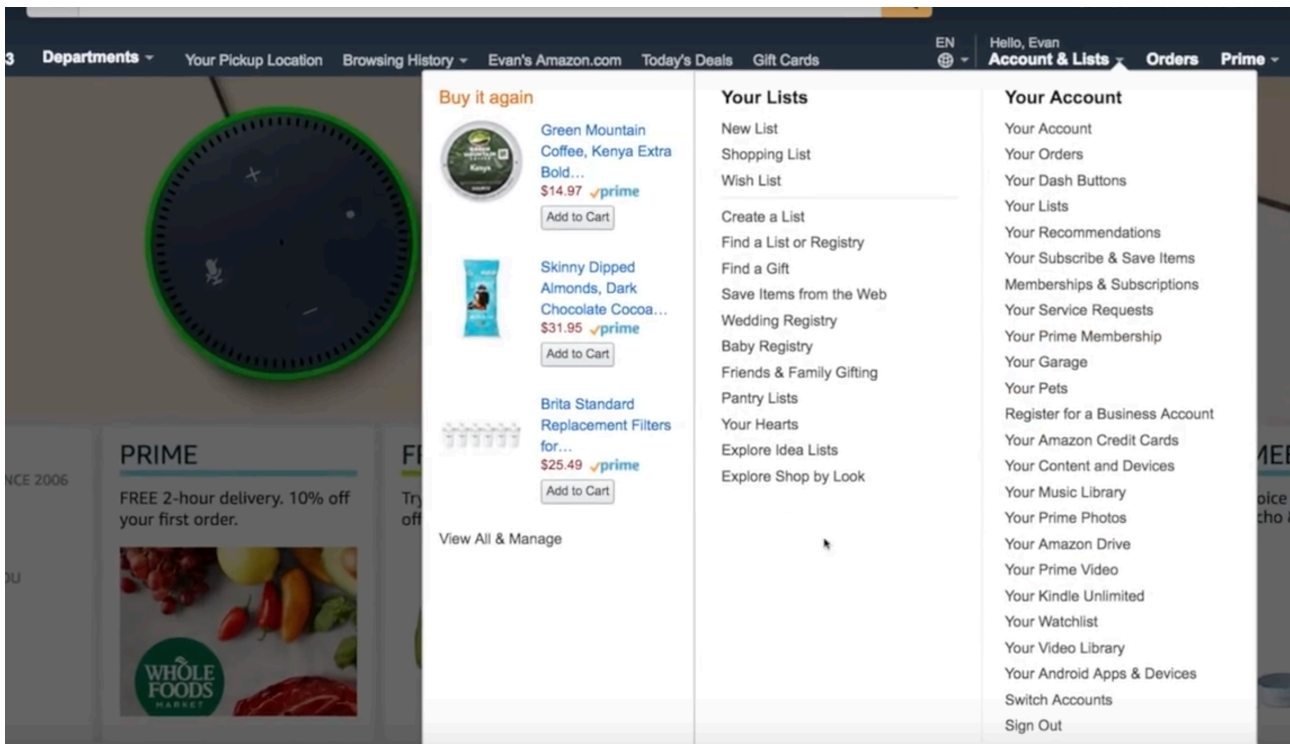 3
Departments
Your Pickup Location
Browsing History
Evan's Amazon.com
Today's Deals
Gift Cards
EN
Hello, Evan
Account & Lists
Orders
Prime
Buy it again
Green Mountain
Coffee, Kenya Extra
Bold...
$14.97 prime
Add to Cart
Skinny Dipped
Almonds, Dark
Chocolate Cocoa...
$31.95 prime
Add to Cart
Brita Standard
Replacement Filters
for...
$25.49 prime
Add to Cart
View All & Manage
Your Lists
New List
Shopping List
Wish List
Create a List
Find a List or Registry
Find a Gift
Save Items from the Web
Wedding Registry
Baby Registry
Friends & Family Gifting
Pantry Lists
Your Hearts
Explore Idea Lists
Explore Shop by Look
Your Account
Your Account
Your Orders
Your Dash Buttons
Your Lists
Your Recommendations
Your Subscribe & Save Items
Memberships & Subscriptions
Your Service Requests
Your Prime Membership
Your Garage
Your Pets
Register for a Business Account
Your Amazon Credit Cards
Your Content and Devices
Your Music Library
Your Prime Photos
Your Amazon Drive
Your Prime Video
Your Kindle Unlimited
Your Watchlist
Your Video Library
Your Android Apps & Devices
Switch Accounts
Sign Out
2006
PRIME
FREE 2-hour delivery. 10% off
your first order.
WHOLE
FOODS
MARKET